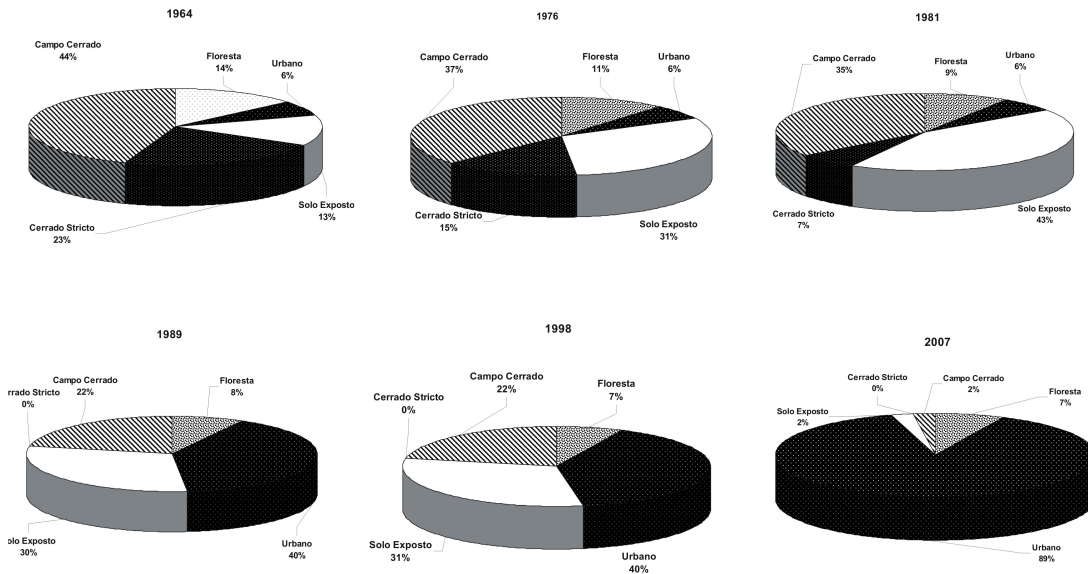 1964
Campo Cerrado
44%
Floresta
14%
Urbano
6%
Solo Exposto
13%
Cerrado Stricto
23%
1976
Campo Cerrado
37%
Floresta
11%
Urbano
6%
Cerrado Stricto
15%
Solo Exposto
31%
1981
Campo Cerrado
35%
Floresta
9%
Urbano
6%
Cerrado Stricto
7%
Solo Exposto
43%
1989
Campo Cerrado
22%
Floresta
8%
rrado Stricto
0%
olo Exposto
30%
Urbano
40%
1998
Campo Cerrado
22%
Floresta
7%
Cerrado Stricto
0%
Solo Exposto
31%
Urbano
40%
2007
Cerrado Stricto
0%
Campo Cerrado
2%
Floresta
7%
Solo Exposto
2%
Urbano
89%